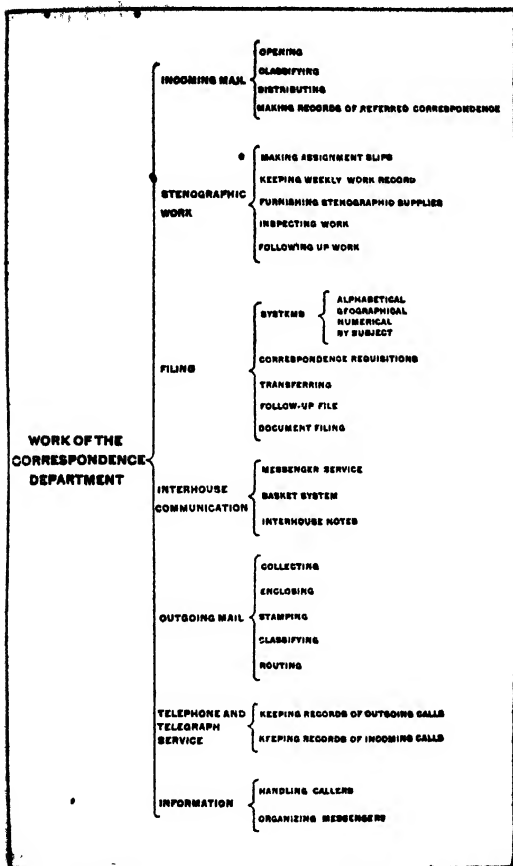 INCOMING MAIL
OPENING
CLASSIFYING
DISTRIBUTING
MAKING RECORDS OF REFERRED CORRESPONDENCE
STENOGRAPHIC
WORK
MAKING ASSIGNMENT SLIPS
KEEPING WEEKLY WORK RECORD
FURNISHING STENOGRAPHIC SUPPLIES
INSPECTING WORK
FOLLOWING UP WORK
FILING
SYSTEMS
ALPHABETICAL
GEOGRAPHICAL
NUMERICAL
BY SUBJECT
CORRESPONDENCE REQUISITIONS
TRANSFERRING
FOLLOW-UP FILE
DOCUMENT FILING
WORK OF THE
CORRESPONDENCE
DEPARTMENT
INTERHOUSE
COMMUNICATION
MESSENGER SERVICE
BASKET SYSTEM
INTERHOUSE NOTES
OUTGOING MAIL
COLLECTING
ENCLOSING
STAMPING
CLASSIFYING
ROUTING
TELEPHONE AND
TELEGRAPH
SERVICE
KEEPING RECORDS OF OUTGOING CALLS
KEEPING RECORDS OF INCOMING CALLS
INFORMATION
HANDLING CALLERS
ORGANIZING MESSENGERS